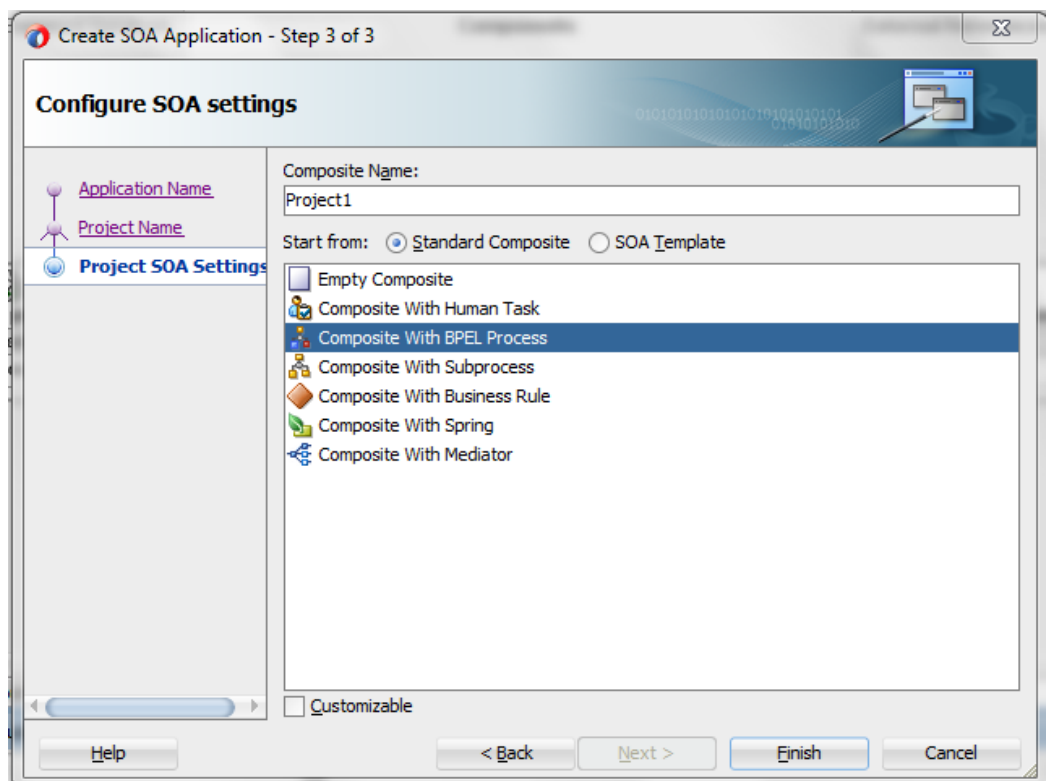 Create SOA Application - Step 3 of 3
Configure SOA settings
010101010101010101010101010101
01010101010
Application Name
Project Name
Project SOA Settings
Composite Name:
Project1
Start from: Standard Composite SOA Template
Empty Composite
Composite With Human Task
Composite With BPEL Process
Composite With Subprocess
Composite With Business Rule
Composite With Spring
Composite With Mediator
Customizable
Help < Back Next > Finish Cancel